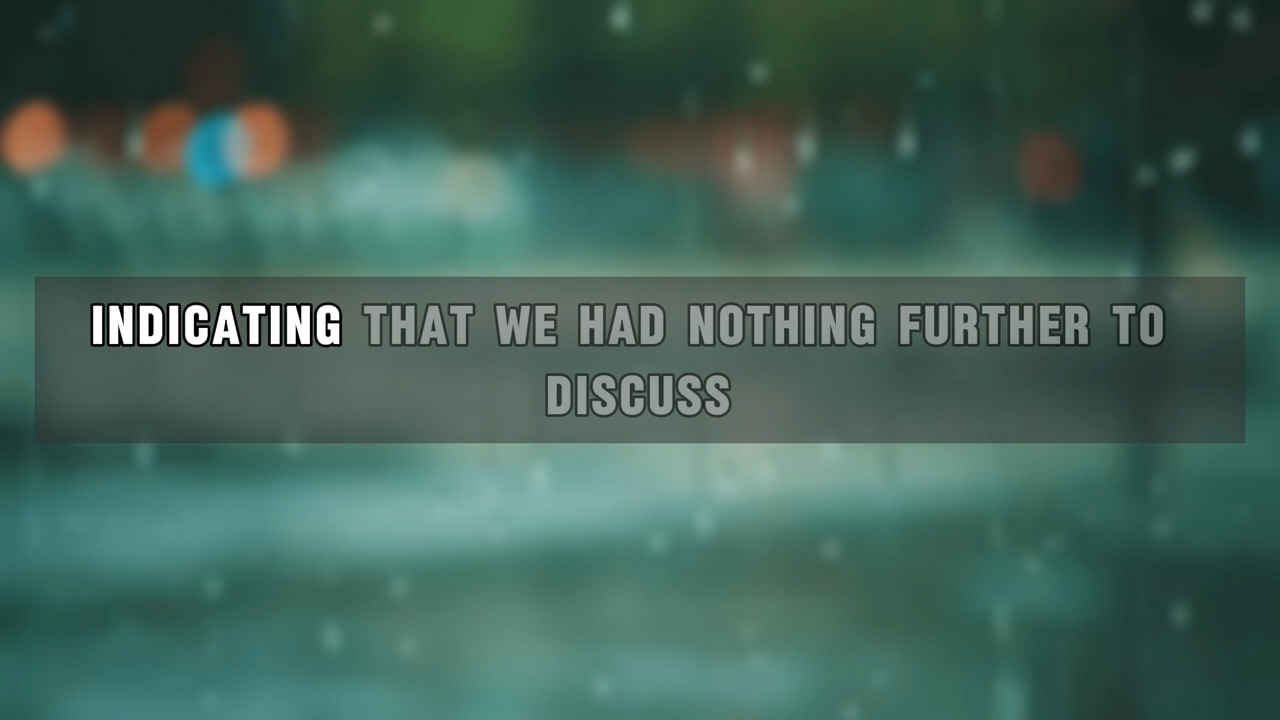 INDICATING THAT WE HAD NOTHING FURTHER TO
DISCUSS